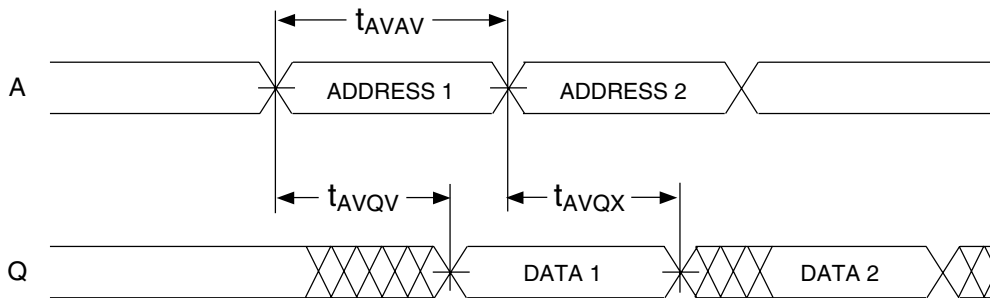 tAVAV
A ADDRESS 1 ADDRESS 2
tAVQV tAVQX
Q DATA 1 DATA 2